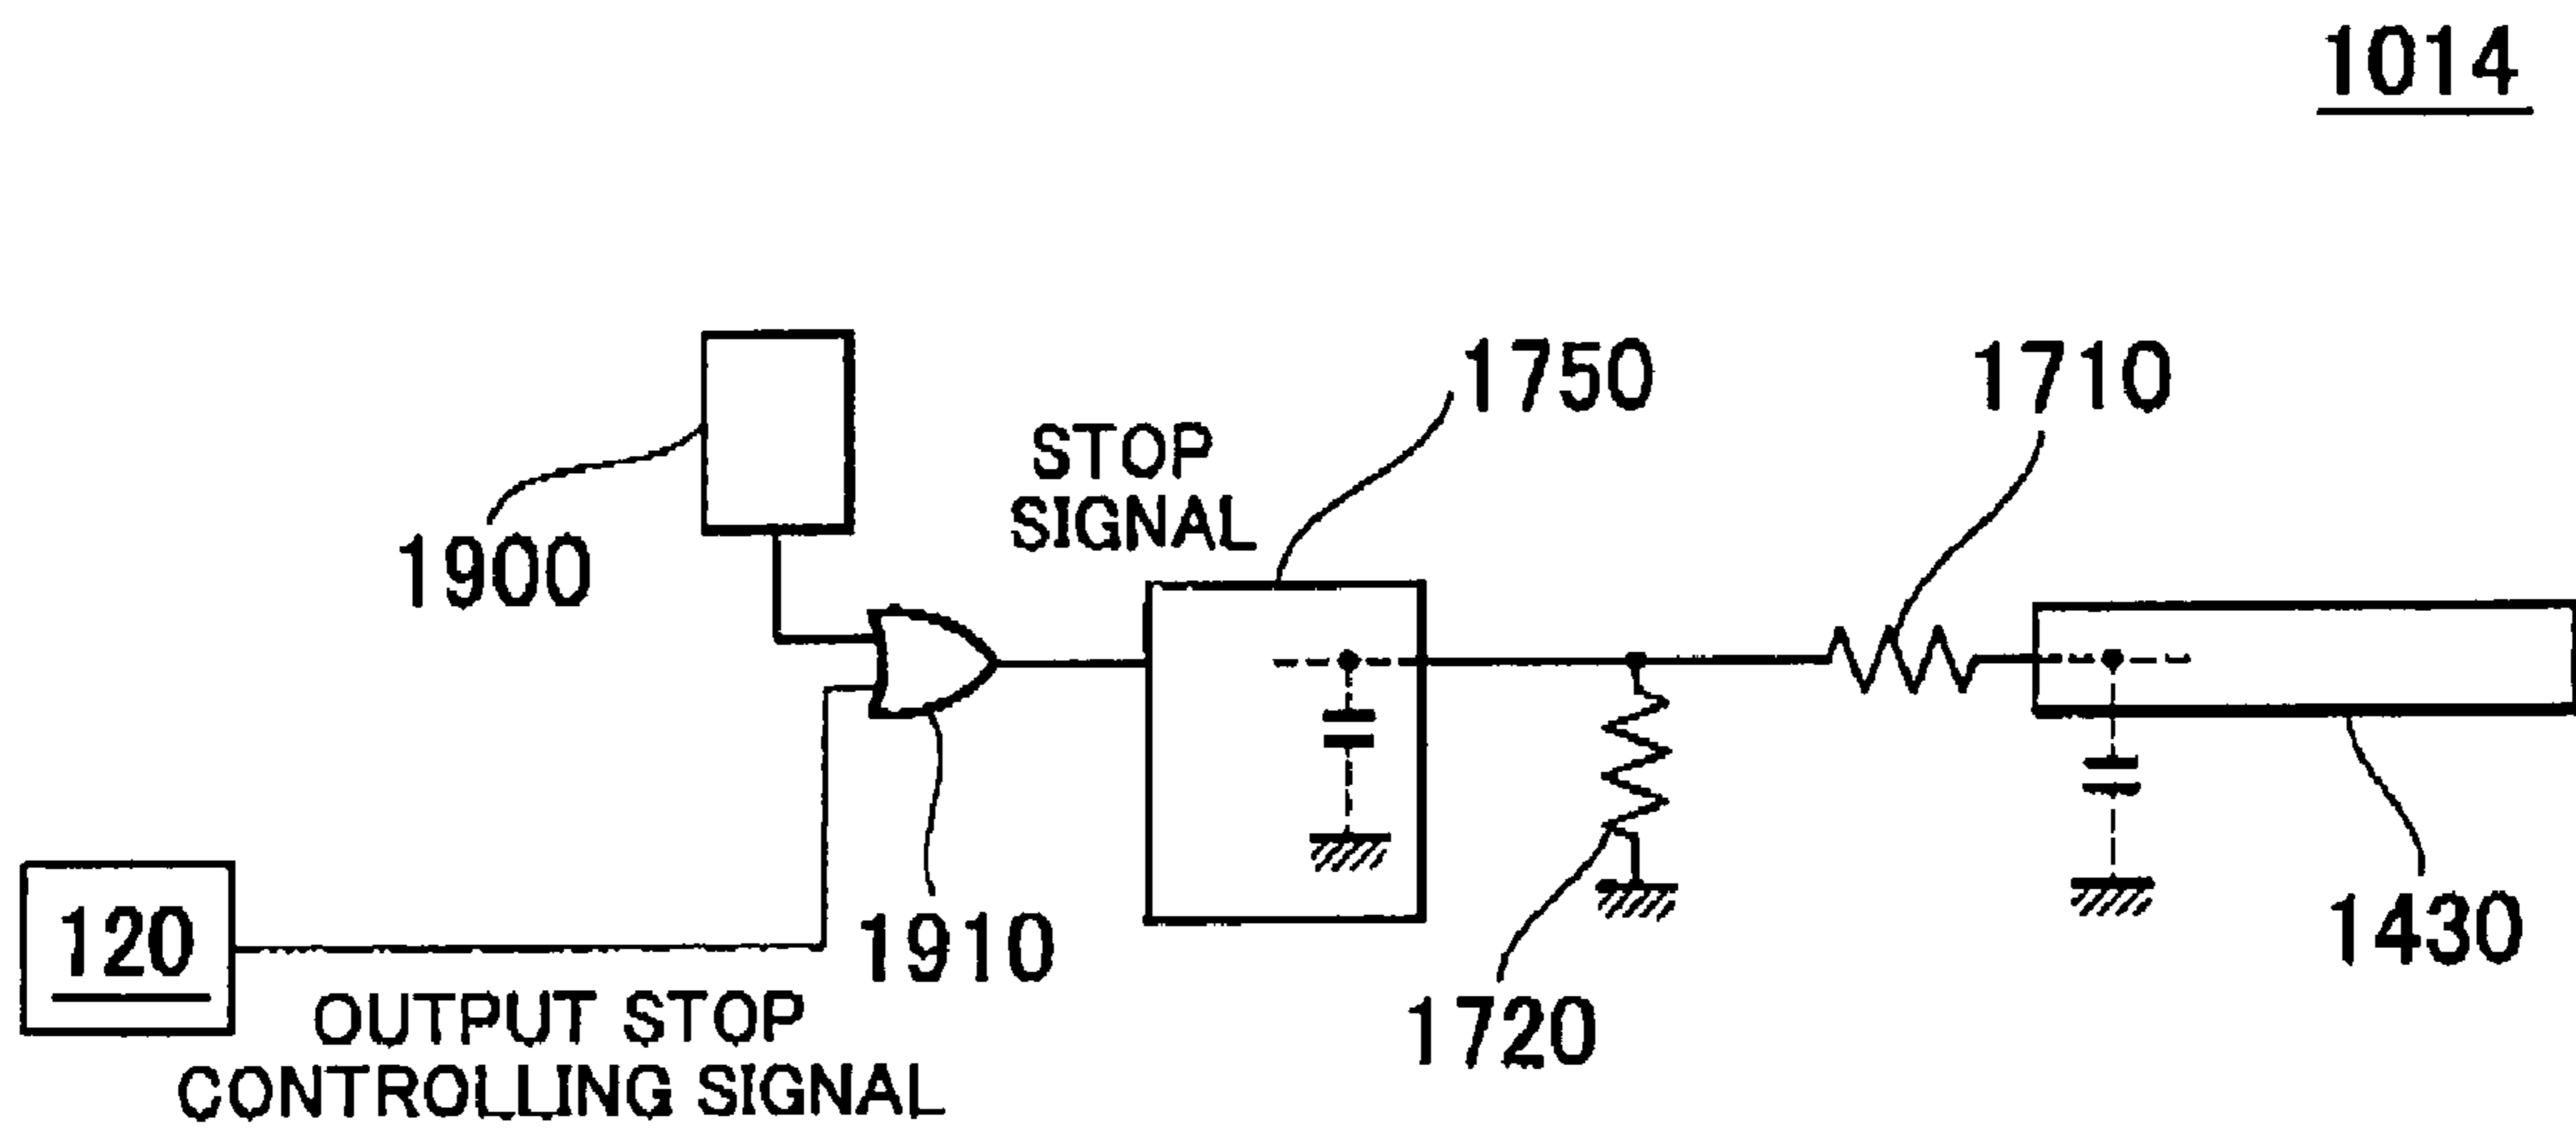 1014
1750
1710
STOP
SIGNAL
1900
120
1910
1430
OUTPUT STOP
CONTROLLING SIGNAL
1720